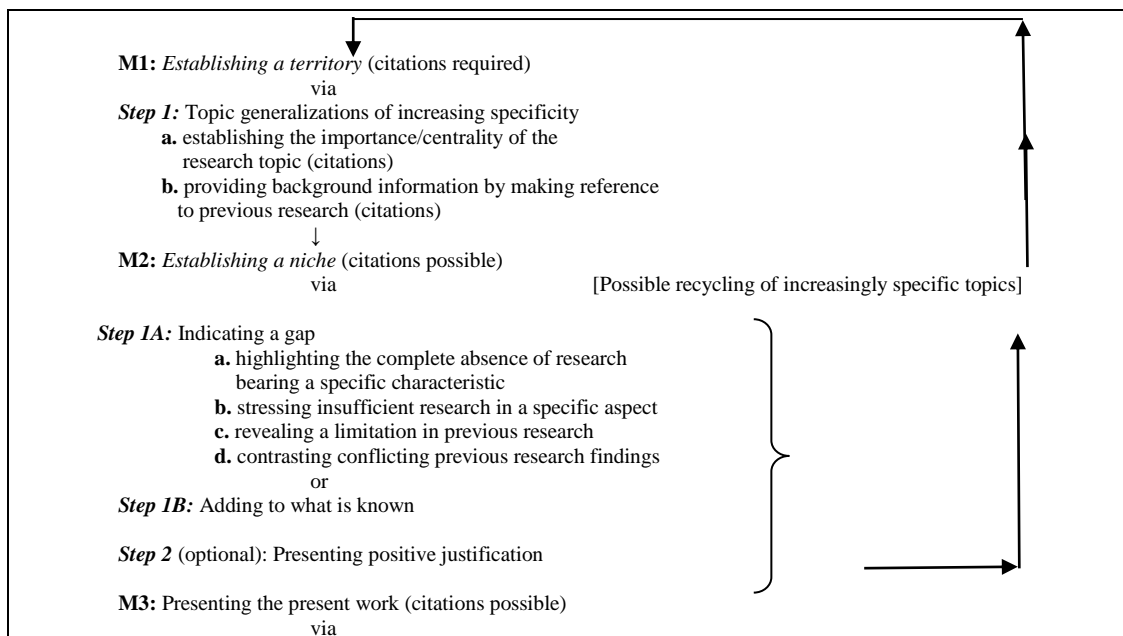 M1: Establishing a territory (citations required)
via
Step 1: Topic generalizations of increasing specificity
a. establishing the importance/centrality of the
research topic (citations)
b. providing background information by making reference
to previous research (citations)
↓
M2: Establishing a niche (citations possible)
via
[Possible recycling of increasingly specific topics]
Step 1A: Indicating a gap
a. highlighting the complete absence of research
bearing a specific characteristic
b. stressing insufficient research in a specific aspect
c. revealing a limitation in previous research
d. contrasting conflicting previous research findings
or
Step 1B: Adding to what is known
Step 2 (optional): Presenting positive justification
M3: Presenting the present work (citations possible)
via